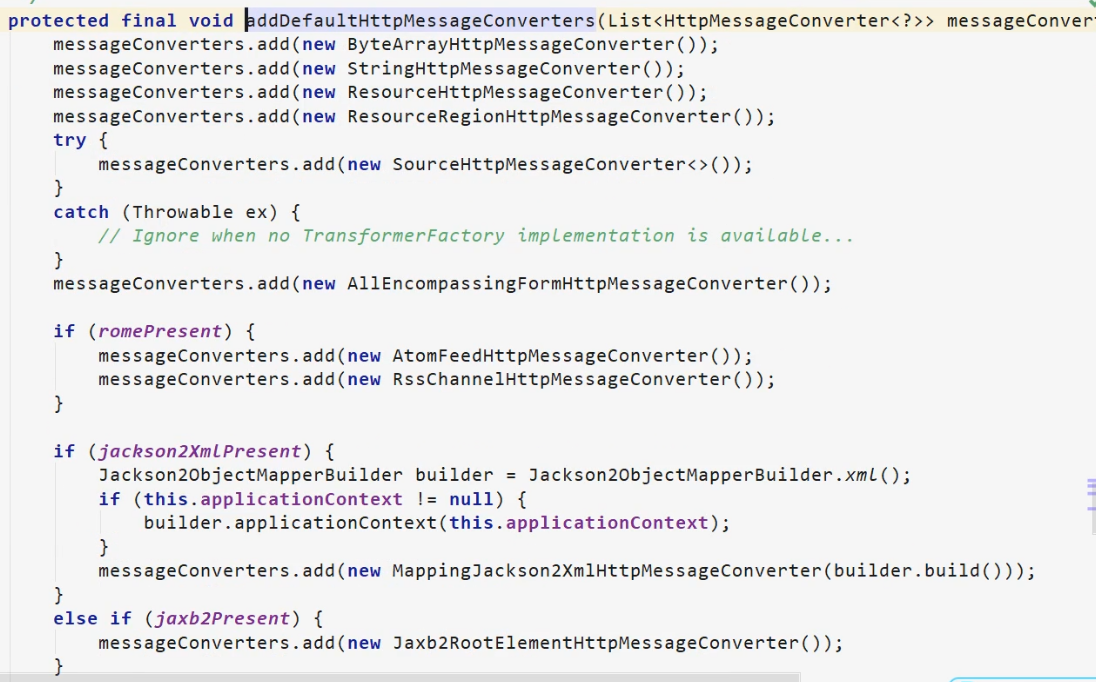 protected final void addDefaultHttpMessageConverters(List<HttpMessageConverter<?>> messageConver
messageConverters.add(new ByteArrayHttpMessageConverter());
messageConverters.add(new StringHttpMessageConverter());
messageConverters.add(new ResourceHttpMessageConverter());
messageConverters.add(new ResourceRegionHttpMessageConverter());
try {
messageConverters.add(new SourceHttpMessageConverter<>());
}
catch (Throwable ex) {
// Ignore when no TransformerFactory implementation is available...
}
messageConverters.add(new AllEncompassingFormHttpMessageConverter());
if (romePresent) {
messageConverters.add(new AtomFeedHttpMessageConverter());
messageConverters.add(new RssChannelHttpMessageConverter());
}
if (jackson2XmlPresent) {
Jackson2ObjectMapperBuilder builder = Jackson2ObjectMapperBuilder.xml();
if (this.applicationContext != null) {
builder.applicationContext(this.applicationContext);
}
messageConverters.add(new MappingJackson2XmlHttpMessageConverter(builder.build()));
}
else if (jaxb2Present) {
messageConverters.add(new Jaxb2RootElementHttpMessageConverter());
}